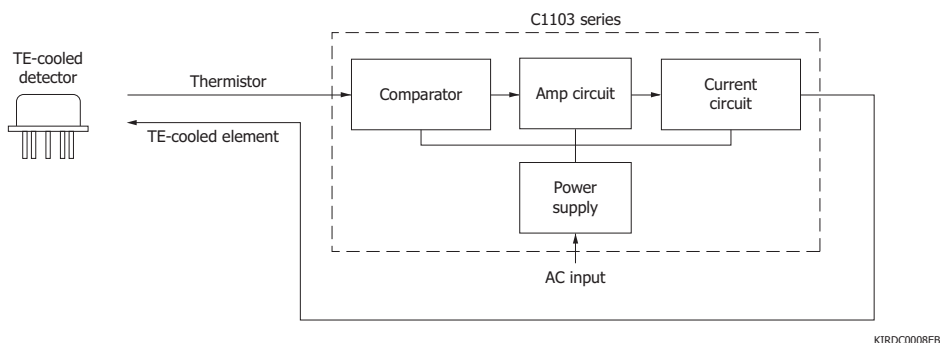 C1103 series
TE-cooled
detector
Thermistor
TE-cooled element
Comparator
Amp circuit
Current
circuit
Power
supply
AC input
KIRDC0008EB